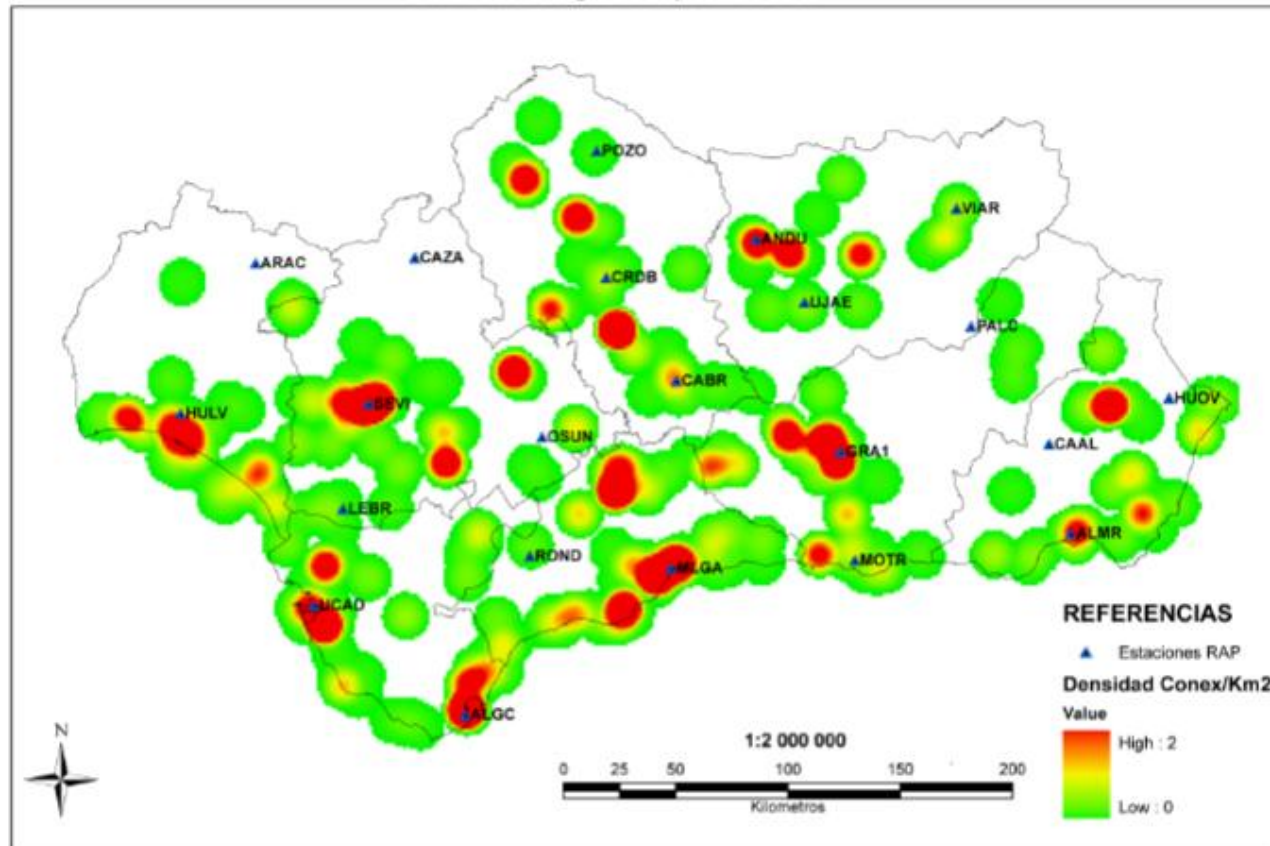 POZO
VIAR
ANDU
ARAC
CAZA
CRDB
UJAE
PALC
CABR
HUOV
HULV
SEVI
OSUN
GRA1
CAAL
LEBR
ROND
MLGA
MOTR
ALMR
UCAD
ALGC
REFERENCIAS
Estaciones RAP
Densidad Conex/Km2
Value
High : 2
Low : 0
N
1:2 000 000
0 25 50 100 150 200
Kilometros